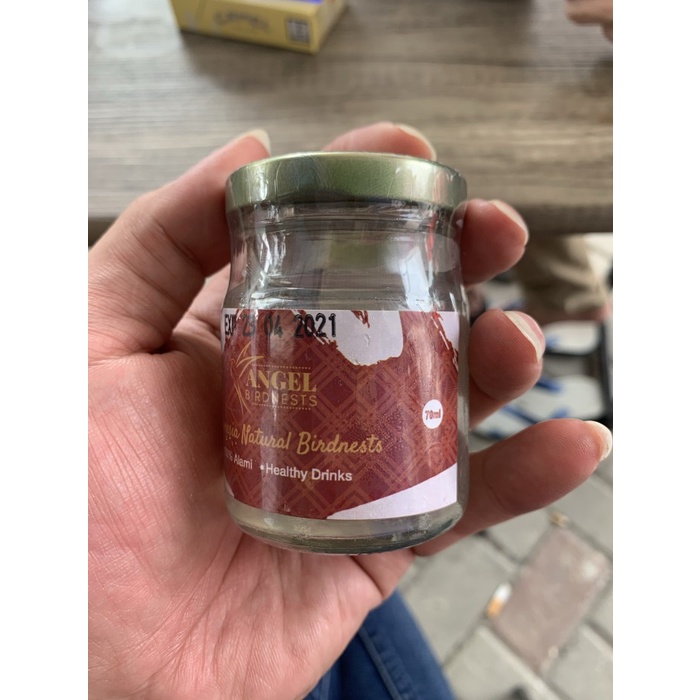 EXP 23 04 2021
ANGEL
BIRDNESTS
Natural Birdnests
Alami • Healthy Drinks
70ml